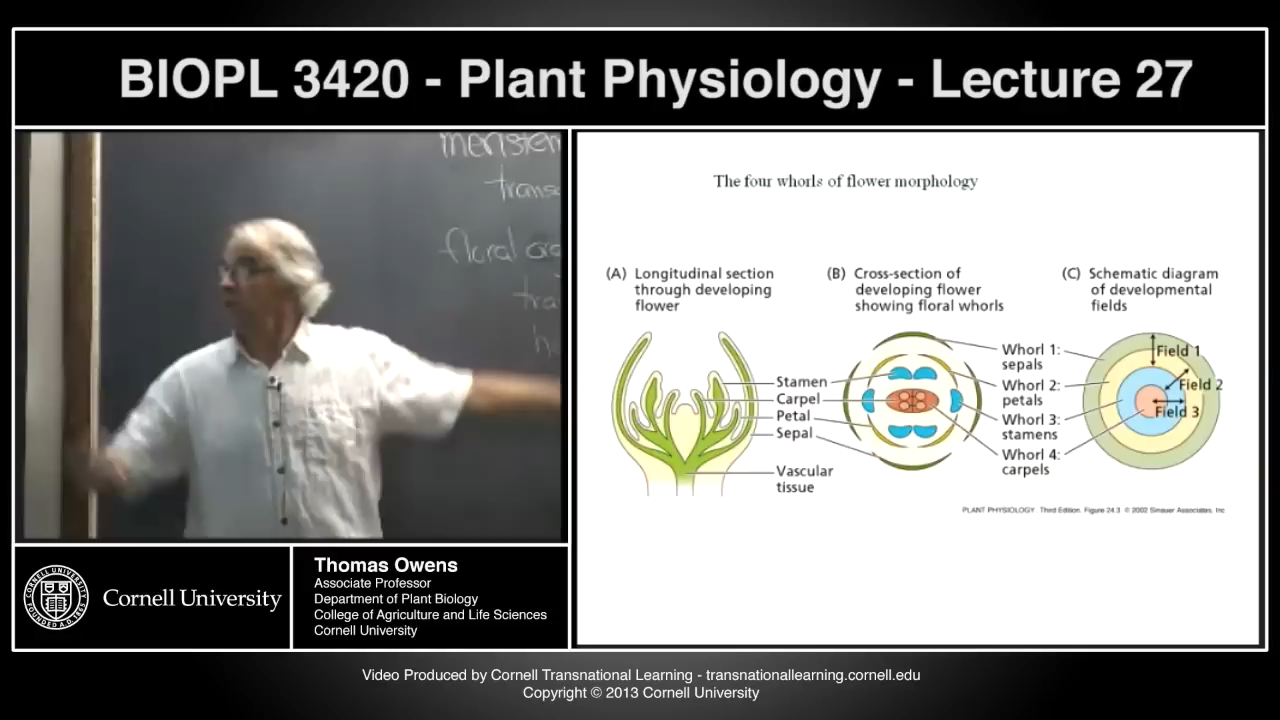 BIOPL 3420 - Plant Physiology - Lecture 27
floral
The four whorls of flower morphology
(A) Longitudinal section
through developing
flower
(B) Cross-section of
developing flower
showing floral whorls
(C) Schematic diagram
of developmental
fields
Stamen
Carpel
Petal
Sepal
Vascular
tissue
Whorl 1:
sepals
Whorl 2:
petals
Whorl 3:
stamens
Whorl 4:
carpels
Field 1
Field 2
Field 3
PLANT PHYSIOLOGY Third Edition. Figure 24.3 © 2002 Sinauer Associates, Inc
CORNELL UNIVERSITY
FOUNDED A.D. 1865
Cornell University
Thomas Owens
Associate Professor
Department of Plant Biology
College of Agriculture and Life Sciences
Cornell University
Video Produced by Cornell Transnational Learning - transnationallearning.cornell.edu
Copyright © 2013 Cornell University